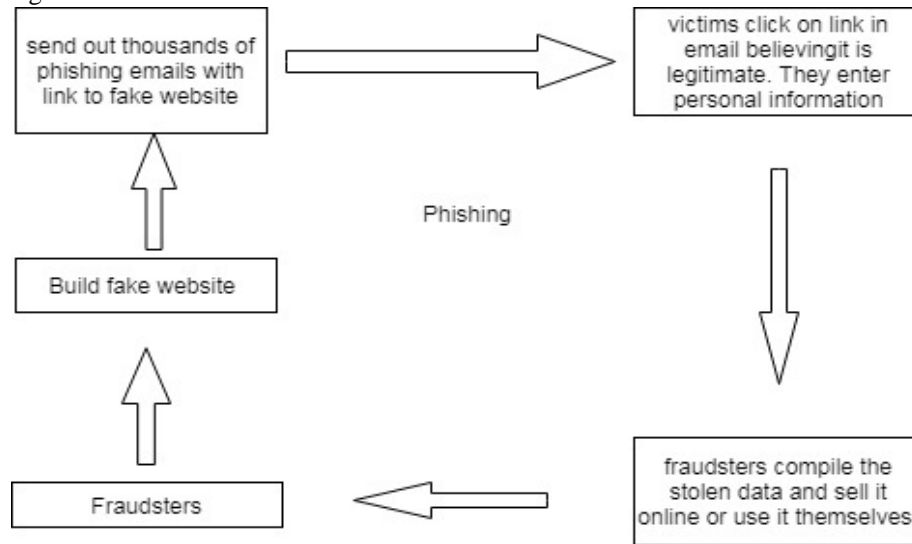 send out thousands of
phishing emails with
link to fake website
victims click on link in
email believingit is
legitimate. They enter
personal information
Phishing
Build fake website
Fraudsters
fraudsters compile the
stolen data and sell it
online or use it themselves